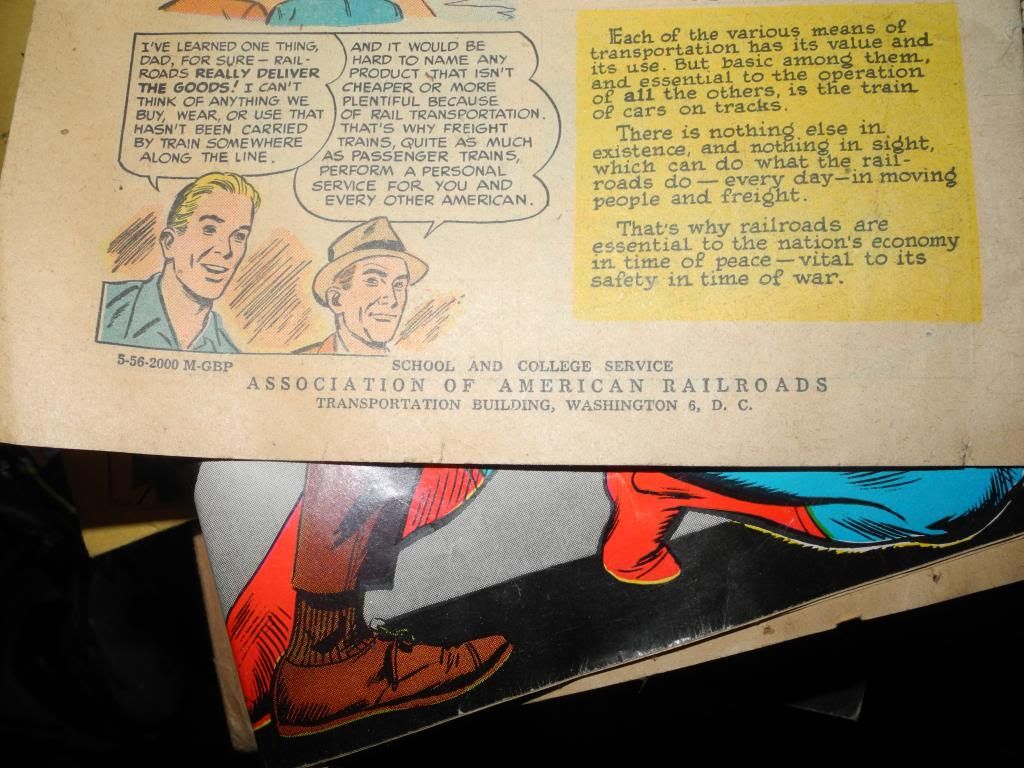 I'VE LEARNED ONE THING,
DAD, FOR SURE — RAIL-
ROADS REALLY DELIVER
THE GOODS! I CAN'T
THINK OF ANYTHING WE
BUY, WEAR, OR USE THAT
HASN'T BEEN CARRIED
BY TRAIN SOMEWHERE
ALONG THE LINE.
AND IT WOULD BE
HARD TO NAME ANY
PRODUCT THAT ISN'T
CHEAPER OR MORE
PLENTIFUL BECAUSE
OF RAIL TRANSPORTATION.
THAT'S WHY FREIGHT
TRAINS, QUITE AS MUCH
AS PASSENGER TRAINS,
PERFORM A PERSONAL
SERVICE FOR YOU AND
EVERY OTHER AMERICAN.
Each of the various means of
transportation has its value and
its use. But basic among them,
and essential to the operation
of all the others, is the train
of cars on tracks.
There is nothing else in
existence, and nothing in sight,
which can do what the rail-
roads do — every day — in moving
people and freight.
That's why railroads are
essential to the nation's economy
in time of peace — vital to its
safety in time of war.
5-56-2000 M-GBP
SCHOOL AND COLLEGE SERVICE
ASSOCIATION OF AMERICAN RAILROADS
TRANSPORTATION BUILDING, WASHINGTON 6, D. C.